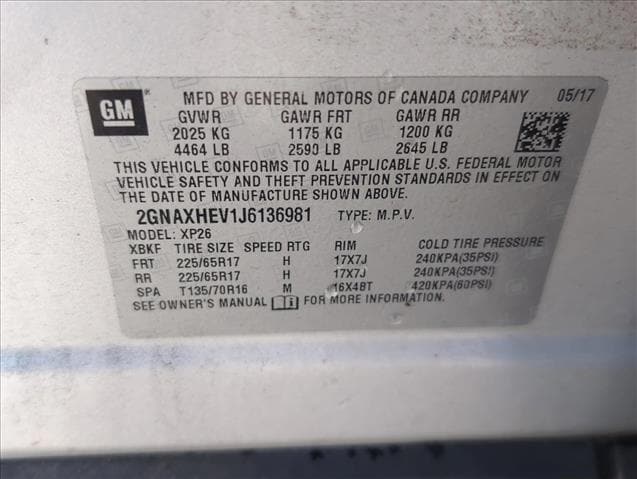 GM
MFD BY GENERAL MOTORS OF CANADA COMPANY 05/17
GVWR GAWR FRT GAWR RR
2025 KG 1175 KG 1200 KG
4464 LB 2590 LB 2645 LB
THIS VEHICLE CONFORMS TO ALL APPLICABLE U.S. FEDERAL MOTOR
VEHICLE SAFETY AND THEFT PREVENTION STANDARDS IN EFFECT ON
THE DATE OF MANUFACTURE SHOWN ABOVE.
2GNAXHEV1J6136981 TYPE: M.P.V.
MODEL: XP26
XBKF TIRE SIZE SPEED RTG RIM COLD TIRE PRESSURE
FRT 225/65R17 H 17X7J 240KPA(35PSI)
RR 225/65R17 H 17X7J 240KPA(35PSI)
SPA T135/70R16 M 16X4BT 420KPA(60PSI)
SEE OWNER'S MANUAL FOR MORE INFORMATION.